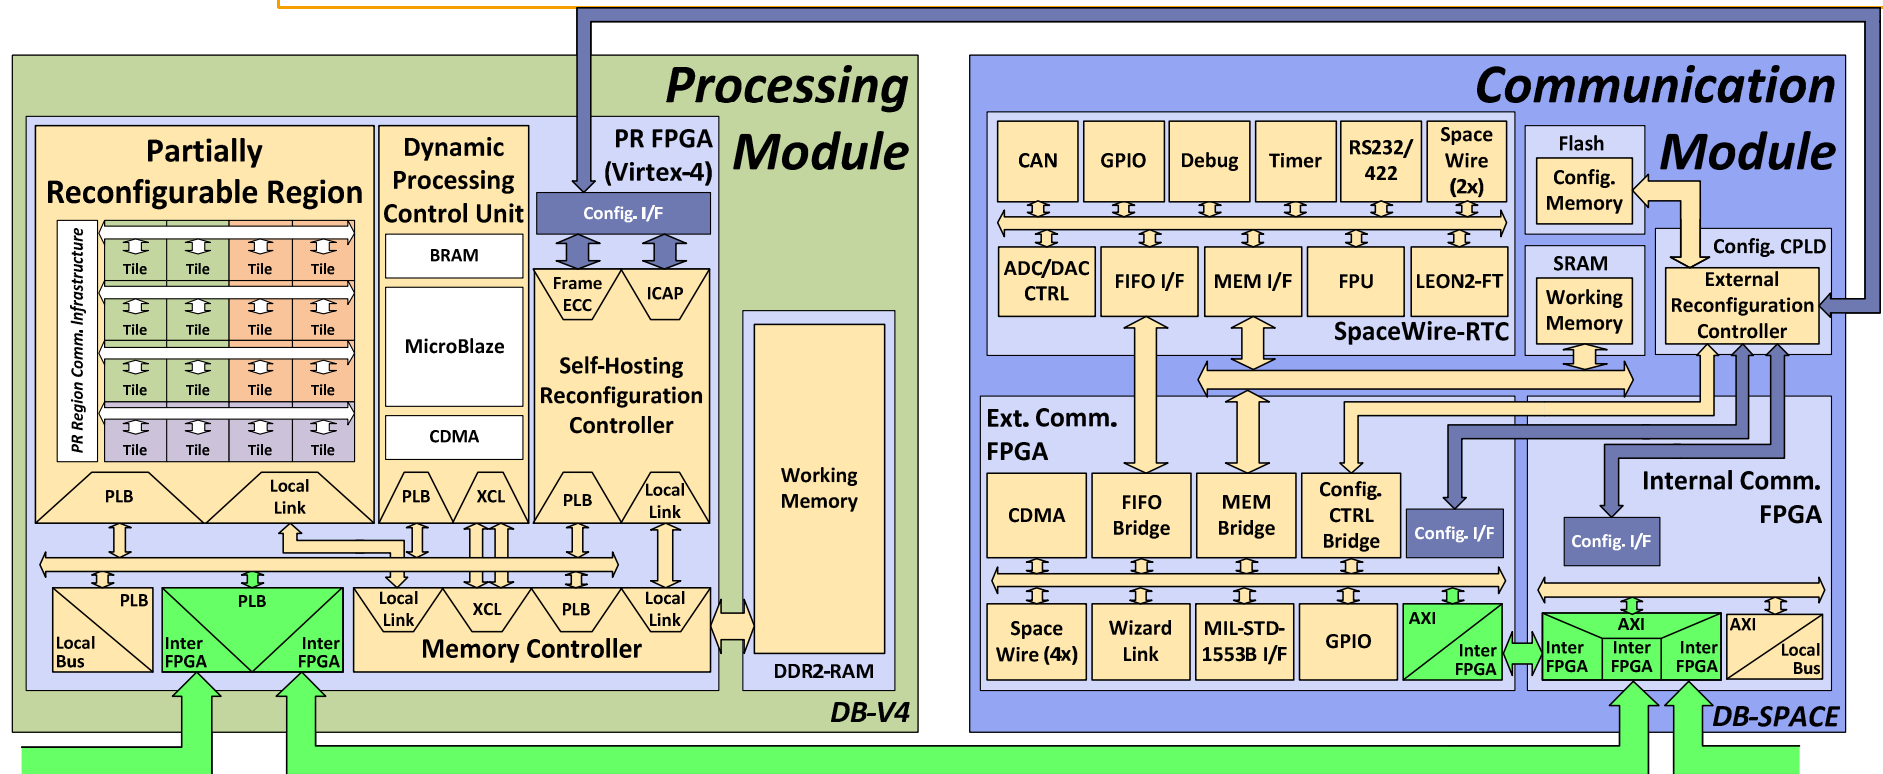 Processing
Module
PR FPGA
(Virtex-4)
Partially
Reconfigurable Region
PR Region Comm. Infrastructure
Tile Tile Tile Tile
Tile Tile Tile Tile
Tile Tile Tile Tile
Tile Tile Tile Tile
PLB
Local
Link
Dynamic
Processing
Control Unit
BRAM
MicroBlaze
CDMA
PLB
XCL
Config. I/F
Frame
ECC
ICAP
Self-Hosting
Reconfiguration
Controller
PLB
Local
Link
PLB
Local
Bus
PLB
Inter
FPGA
Inter
FPGA
Local
Link
XCL
PLB
Local
Link
Memory Controller
Working
Memory
DDR2-RAM
DB-V4
Communication
Module
CAN
GPIO
Debug
Timer
RS232/
422
Space
Wire
(2x)
ADC/DAC
CTRL
FIFO I/F
MEM I/F
FPU
LEON2-FT
SpaceWire-RTC
Flash
Config.
Memory
SRAM
Working
Memory
Config. CPLD
External
Reconfiguration
Controller
Ext. Comm.
FPGA
CDMA
FIFO
Bridge
MEM
Bridge
Config.
CTRL
Bridge
Config. I/F
Space
Wire (4x)
Wizard
Link
MIL-STD-
1553B I/F
GPIO
AXI
Inter
FPGA
Internal Comm.
FPGA
Config. I/F
AXI
Inter
FPGA
Inter
FPGA
Inter
FPGA
AXI
Local
Bus
DB-SPACE